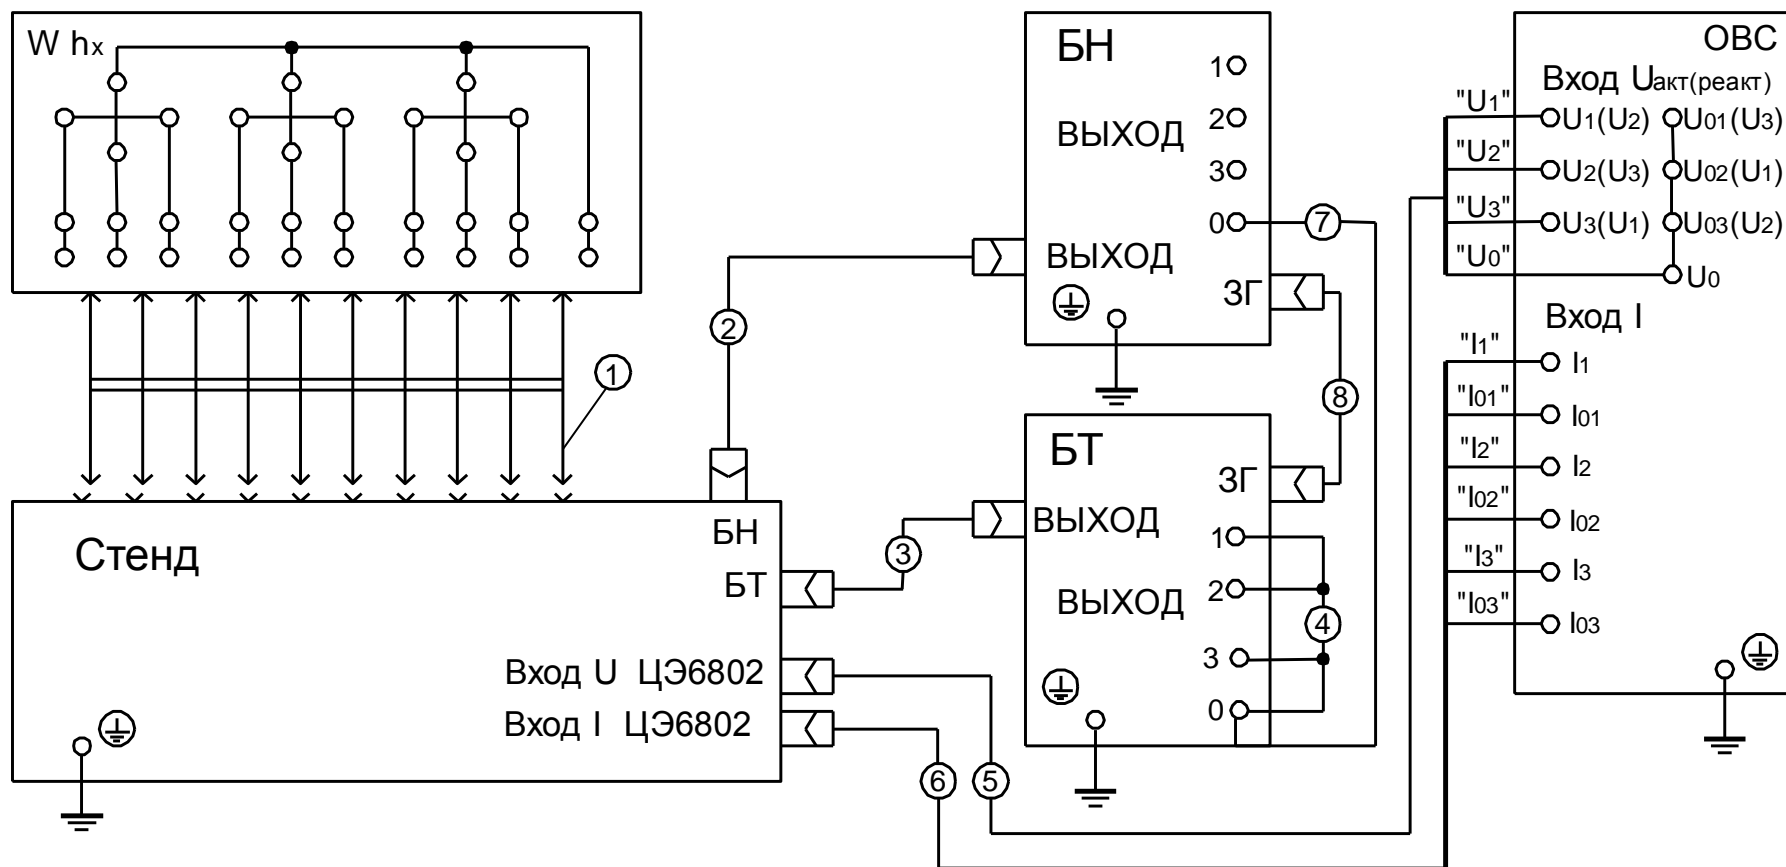 W hx
1
2
Стенд
БН
БТ
3
Вход U ЦЭ6802
Вход I ЦЭ6802
6
5
БН
1
2
ВЫХОД
3
0
7
ВЫХОД
ЗГ
8
БТ
ЗГ
ВЫХОД
1
2
ВЫХОД
4
3
0
ОВС
Вход Uакт(реакт)
"U1" U1(U2) U01(U3)
"U2" U2(U3) U02(U1)
"U3" U3(U1) U03(U2)
"U0" U0
Вход I
"I1" I1
"I01" I01
"I2" I2
"I02" I02
"I3" I3
"I03" I03